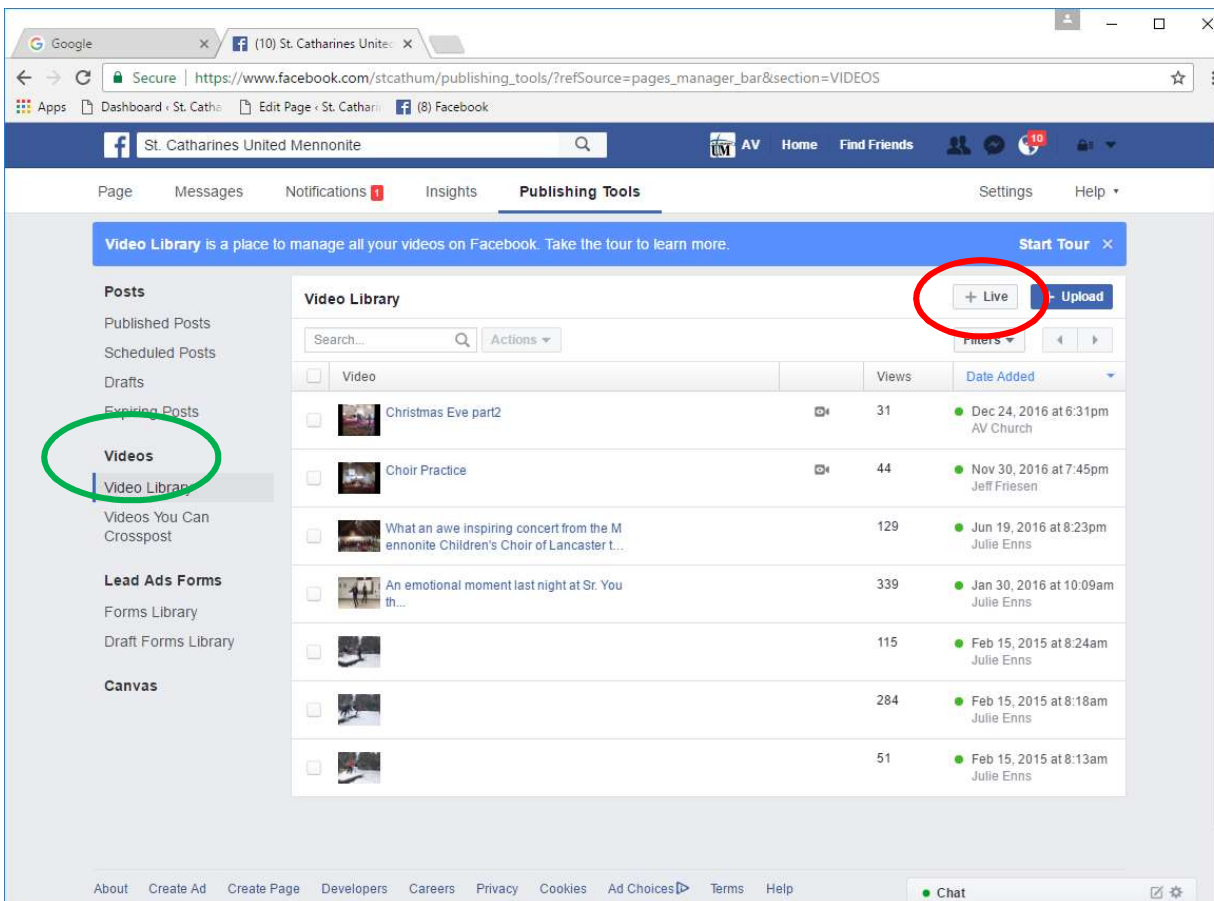 Google
(10) St. Catharines United
Secure | https://www.facebook.com/stcathum/publishing_tools/?refSource=pages_manager_bar&section=VIDEOS
Apps Dashboard ‹ St. Catha Edit Page ‹ St. Cathari (8) Facebook
f St. Catharines United Mennonite UM AV Home Find Friends 10
Page Messages Notifications 1 Insights Publishing Tools Settings Help
Video Library is a place to manage all your videos on Facebook. Take the tour to learn more. Start Tour ×
Posts
Published Posts
Scheduled Posts
Drafts
Expiring Posts
Videos
Video Library
Videos You Can
Crosspost
Lead Ads Forms
Forms Library
Draft Forms Library
Canvas
Video Library + Live + Upload
Search... Actions Filters
Video Views Date Added
Christmas Eve part2 31 Dec 24, 2016 at 6:31pm
AV Church
Choir Practice 44 Nov 30, 2016 at 7:45pm
Jeff Friesen
What an awe inspiring concert from the M 129 Jun 19, 2016 at 8:23pm
ennonite Children's Choir of Lancaster t... Julie Enns
An emotional moment last night at Sr. You 339 Jan 30, 2016 at 10:09am
th... Julie Enns
115 Feb 15, 2015 at 8:24am
Julie Enns
284 Feb 15, 2015 at 8:18am
Julie Enns
51 Feb 15, 2015 at 8:13am
Julie Enns
About Create Ad Create Page Developers Careers Privacy Cookies Ad Choices Terms Help
Chat